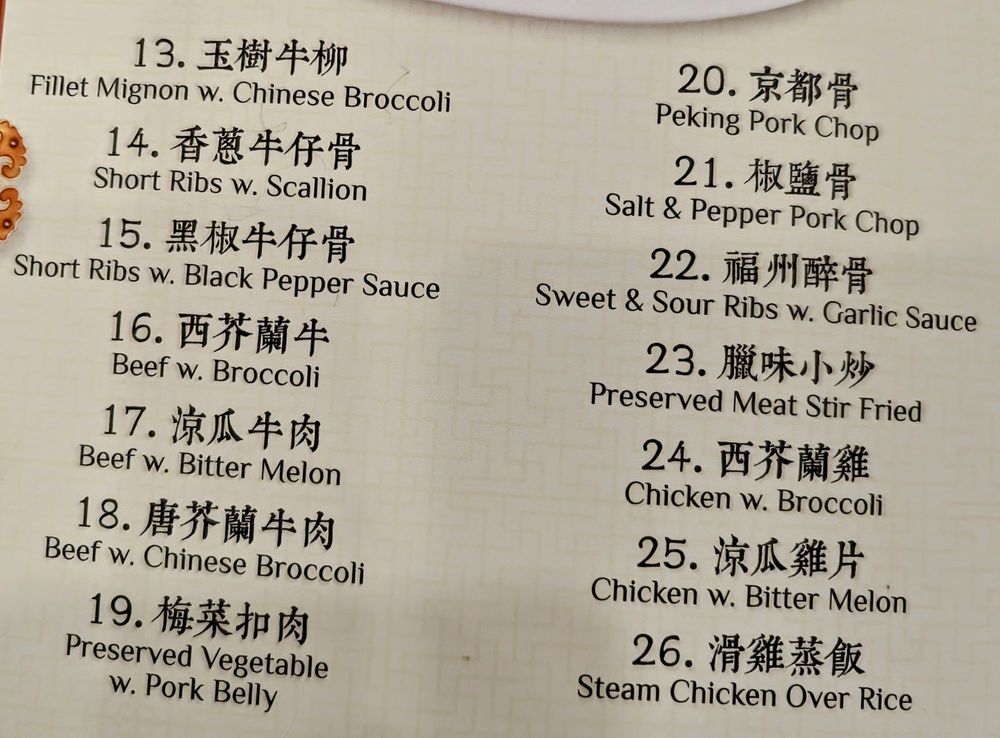 13. 玉樹牛柳
Fillet Mignon w. Chinese Broccoli
14. 香蔥牛仔骨
Short Ribs w. Scallion
15. 黑椒牛仔骨
Short Ribs w. Black Pepper Sauce
16. 西芥蘭牛
Beef w. Broccoli
17. 涼瓜牛肉
Beef w. Bitter Melon
18. 唐芥蘭牛肉
Beef w. Chinese Broccoli
19. 梅菜扣肉
Preserved Vegetable
w. Pork Belly
20. 京都骨
Peking Pork Chop
21. 椒鹽骨
Salt & Pepper Pork Chop
22. 福州醉骨
Sweet & Sour Ribs w. Garlic Sauce
23. 臘味小炒
Preserved Meat Stir Fried
24. 西芥蘭雞
Chicken w. Broccoli
25. 涼瓜雞片
Chicken w. Bitter Melon
26. 滑雞蒸飯
Steam Chicken Over Rice